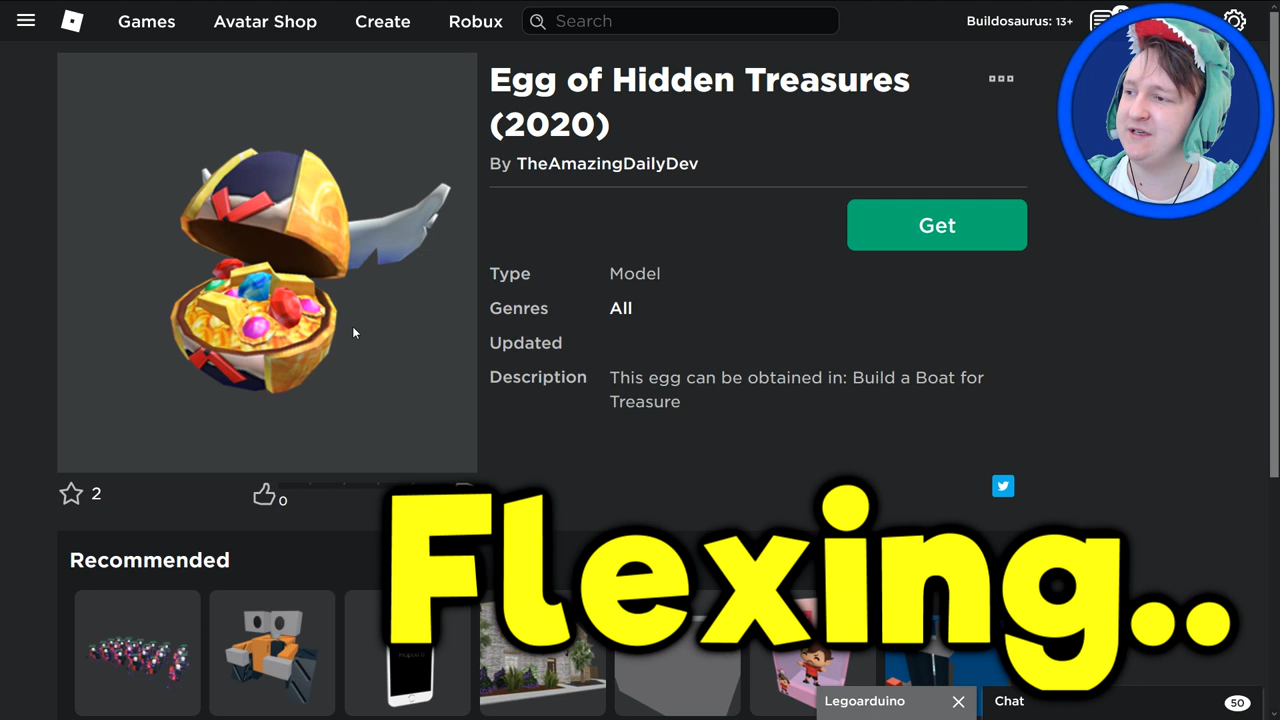 Games Avatar Shop Create Robux Search Buildosaurus: 13+
Egg of Hidden Treasures
(2020)
By TheAmazingDailyDev
Get
Type Model
Genres All
Updated
Description This egg can be obtained in: Build a Boat for
Treasure
2 0
Flexing..
Recommended
Legoarduino Chat 50